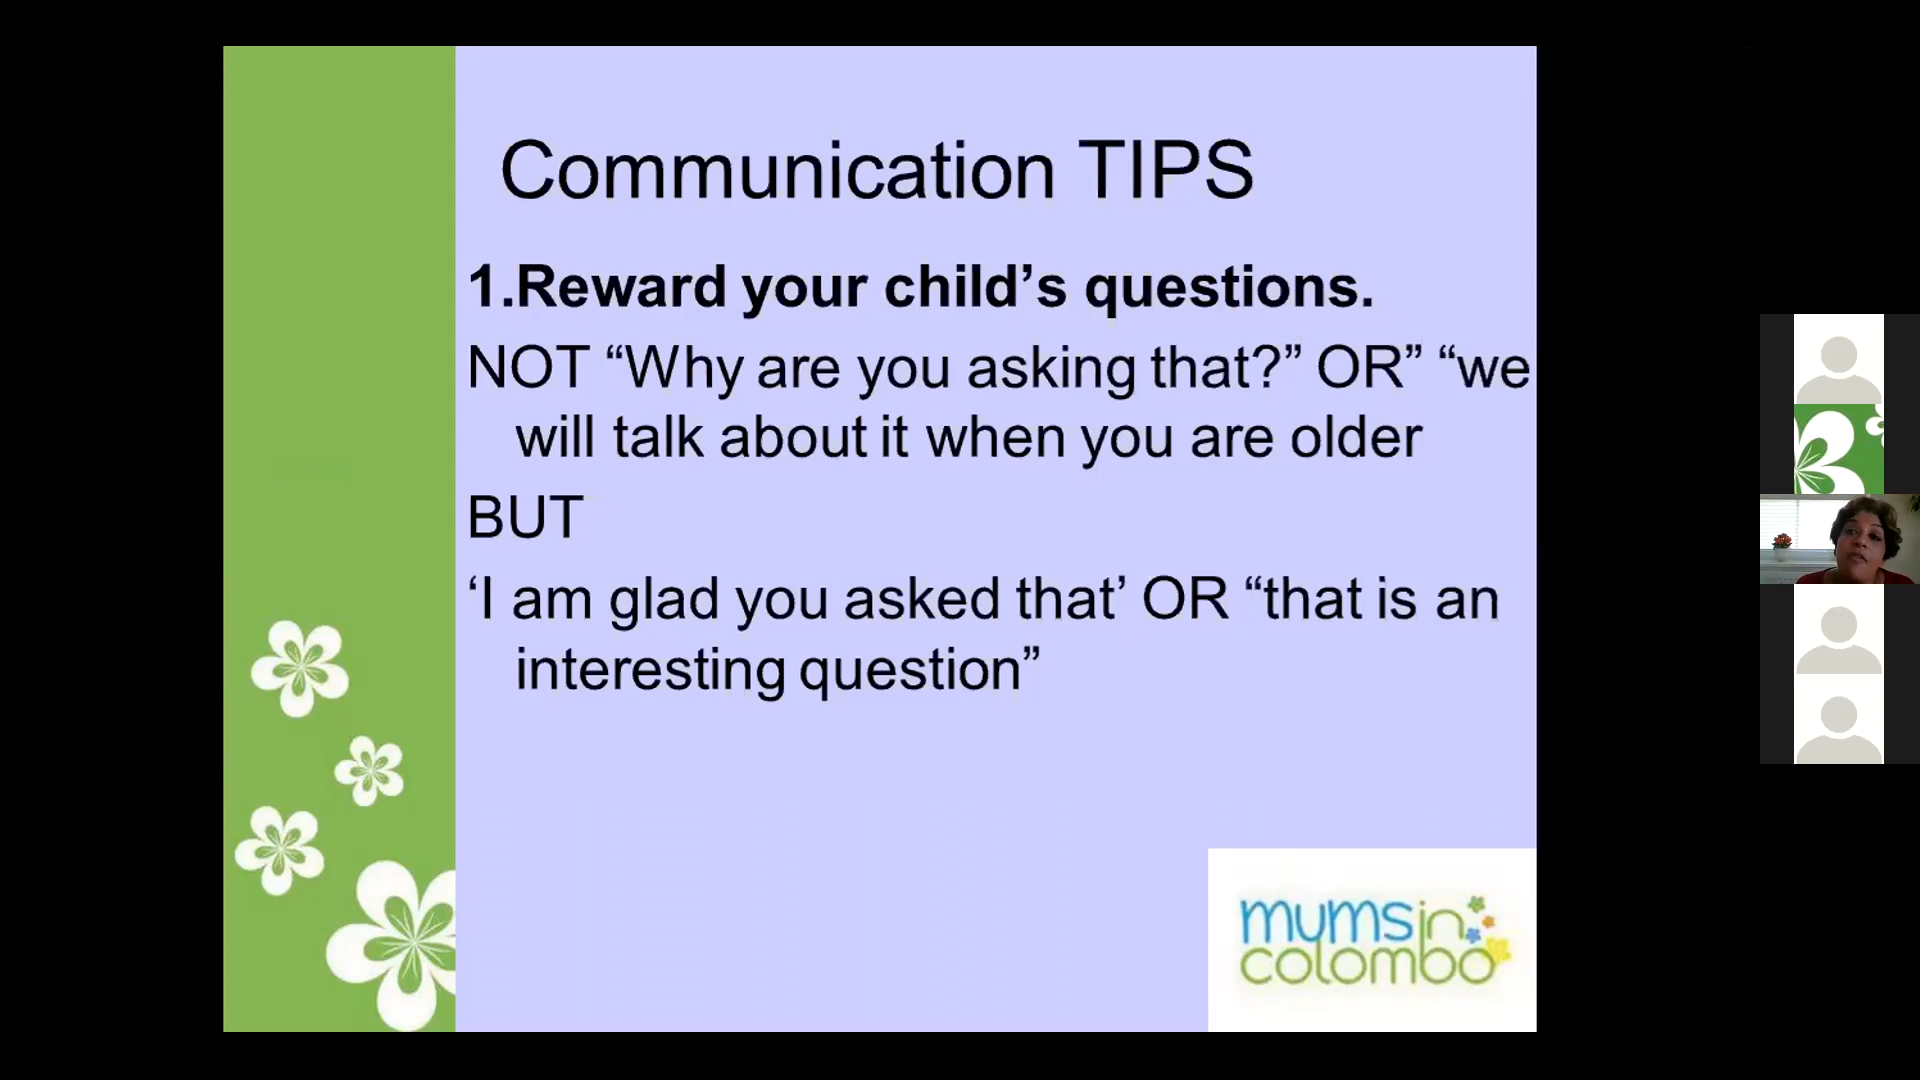 Communication TIPS
1.Reward your child’s questions.
NOT “Why are you asking that?” OR” “we
will talk about it when you are older
BUT
‘I am glad you asked that’ OR “that is an
interesting question”
mums in
colombo